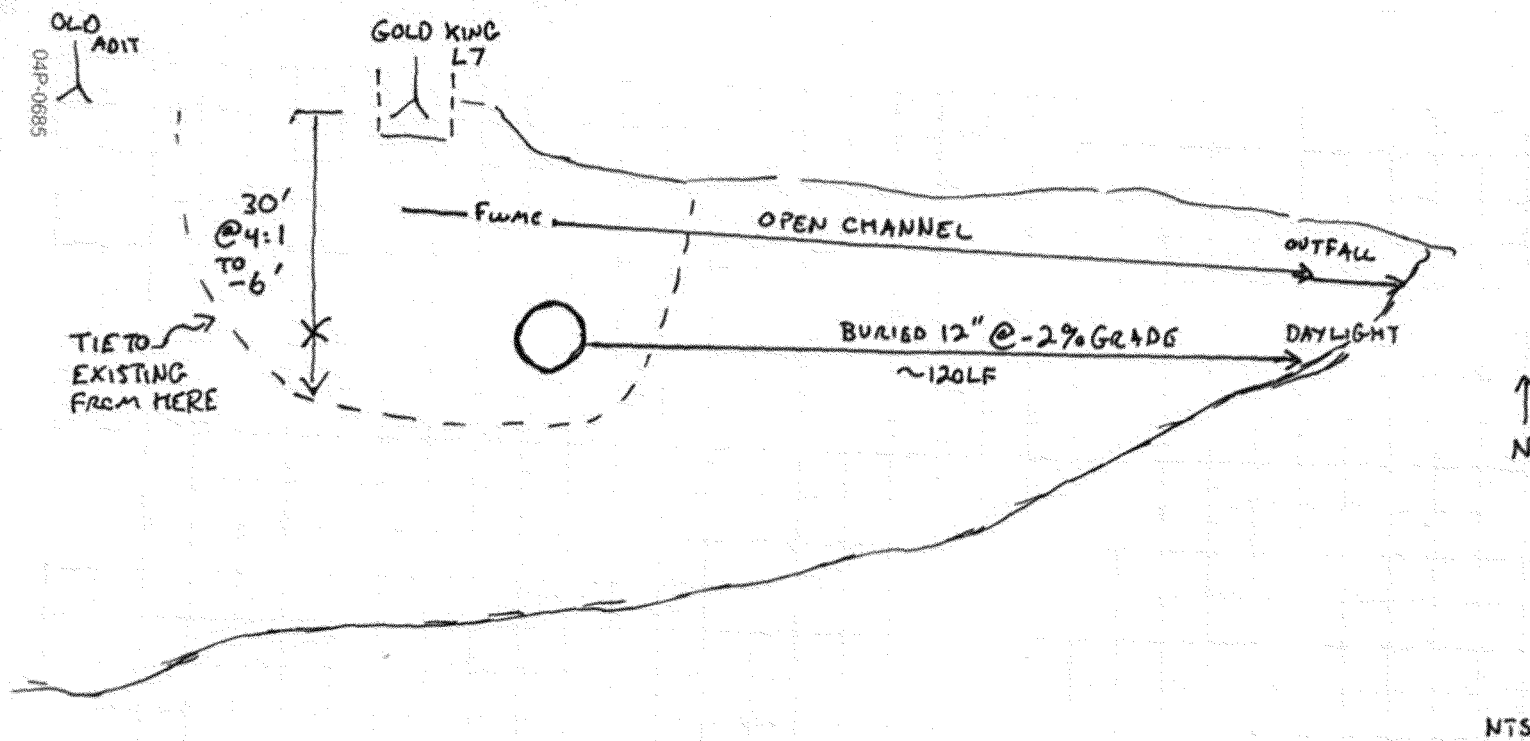 OLD
ADIT
04P-0685
GOLD KING
L7
30'
@ 4:1
TO
-6'
FLUME
OPEN CHANNEL
OUTFALL
TIE TO
EXISTING
FROM HERE
BURIED 12" @ -2% GRADE
~120LF
DAYLIGHT
N
NTS